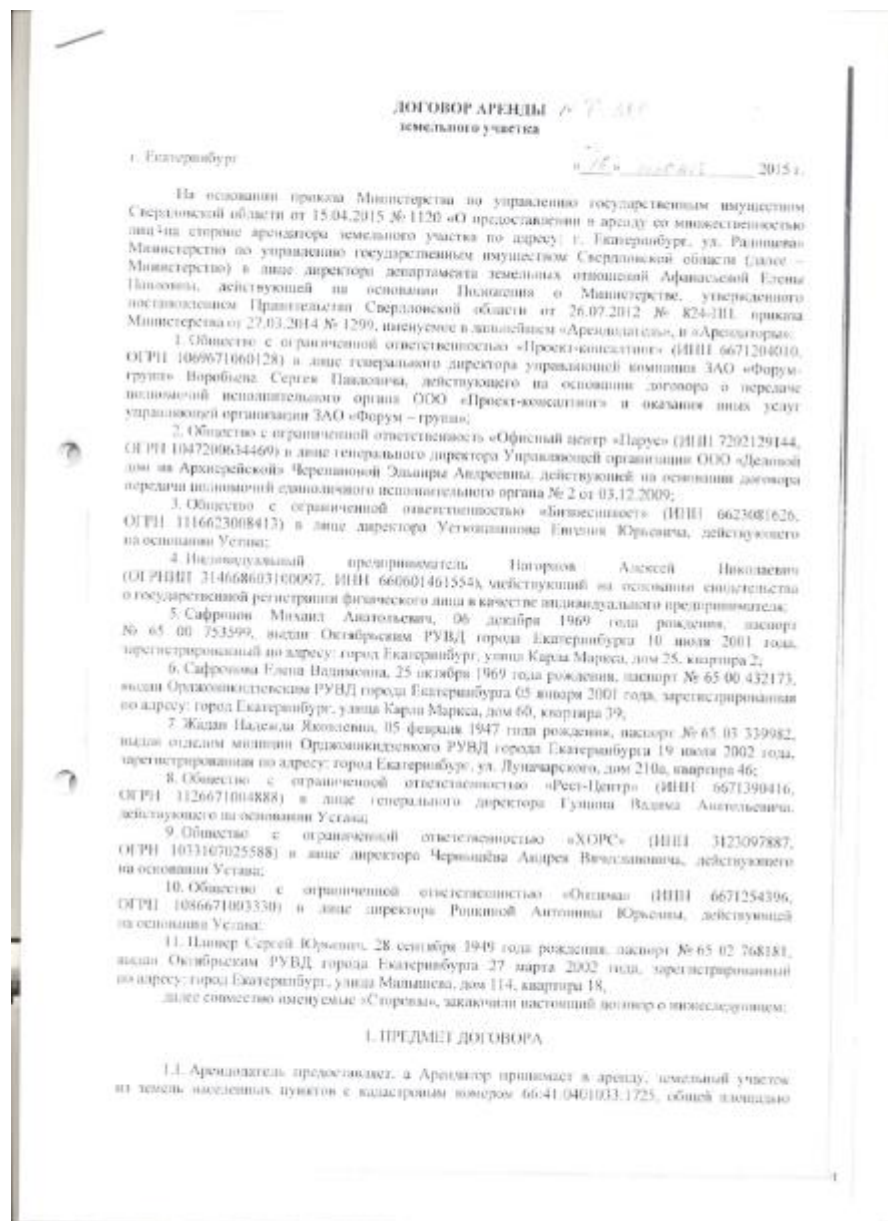 ДОГОВОР АРЕНДЫ
земельного участка
г. Екатеринбург 2015 г.
На основании приказа Министерства по управлению государственным имуществом
Свердловской области от 15.04.2015 № 1120 «О предоставлении в аренду со множественностью
лиц на стороне арендатора земельного участка по адресу: г. Екатеринбург, ул. Радищева»
Министерство по управлению государственным имуществом Свердловской области (далее –
Министерство) в лице директора департамента земельных отношений Афанасьевой Елены
Павловны, действующей на основании Положения о Министерстве, утвержденного
постановлением Правительства Свердловской области от 26.07.2012 № 824-ПП, приказа
Министерства от 27.03.2014 № 1299, именуемое в дальнейшем «Арендодатель», и «Арендаторы»:
1. Общество с ограниченной ответственностью «Проект-консалтинг» (ИНН 6671204010,
ОГРН 1069671060128) в лице генерального директора управляющей компании ЗАО «Форум-
групп» Воробьева Сергея Павловича, действующего на основании договора о передаче
полномочий исполнительного органа ООО «Проект-консалтинг» и оказания иных услуг
управляющей организации ЗАО «Форум – групп»;
2. Общество с ограниченной ответственность «Офисный центр «Парус» (ИНН 7202129144,
ОГРН 1047200634469) в лице генерального директора Управляющей организации ООО «Деловой
дом на Архиерейской» Черепановой Эльвиры Андреевны, действующей на основании договора
передачи полномочий единоличного исполнительного органа № 2 от 03.12.2009;
3. Общество с ограниченной ответственностью «Бизнесинвест» (ИНН 6623081626,
ОГРН 1116623008413) в лице директора Евгения Юрьевича, действующего
на основании Устава;
4. Индивидуальный предприниматель Нагорнов Алексей Николаевич
(ОГРНИП 314668603100097, ИНН 660601461554), действующий на основании свидетельства
о государственной регистрации физического лица в качестве индивидуального предпринимателя;
5. Сафронов Михаил Анатольевич, 06 декабря 1969 года рождения, паспорт
№ 65 00 753599, выдан Октябрьским РУВД города Екатеринбурга 10 июля 2001 года,
зарегистрированный по адресу: город Екатеринбург, улица Карла Маркса, дом 25, квартира 2;
6. Сафронова Елена Вадимовна, 25 октября 1969 года рождения, паспорт № 65 00 432173,
выдан Орджоникидзевским РУВД города Екатеринбурга 05 января 2001 года, зарегистрированная
по адресу: город Екатеринбург, улица Карла Маркса, дом 60, квартира 39;
7. Жадан Надежда Яковлевна, 05 февраля 1947 года рождения, паспорт № 65 03 339982,
выдан отделом милиции Орджоникидзевкого РУВД города Екатеринбурга 19 июля 2002 года,
зарегистрированная по адресу: город Екатеринбург, ул. Луначарского, дом 210а, квартира 46;
8. Общество с ограниченной ответственностью «Рест-Центр» (ИНН 6671390416,
ОГРН 1126671004888) в лице генерального директора Гущина Вадима Анатольевича,
действующего на основании Устава;
9. Общество с ограниченной ответственностью «ХОРС» (ИНН 3123097887,
ОГРН 1033107025588) в лице директора Чернышёва Андрея Вячеславовича, действующего
на основании Устава;
10. Общество с ограниченной ответственностью «Оптима» (ИНН 6671254396,
ОГРН 1086671003330) в лице директора Антонины Юрьевны, действующей
на основании Устава;
11. Сергей Юрьевич, 28 сентября 1949 года рождения, паспорт № 65 02 768181,
выдан Октябрьским РУВД города Екатеринбурга 27 марта 2002 года, зарегистрированный
по адресу: город Екатеринбург, улица Малышева, дом 114, квартира 18,
далее совместно именуемые «Стороны», заключили настоящий договор о нижеследующем:
1. ПРЕДМЕТ ДОГОВОРА
1.1. Арендодатель предоставляет, а Арендатор принимает в аренду, земельный участок
из земель населенных пунктов с кадастровым номером 66:41:0401033:1725, общей площадью
1